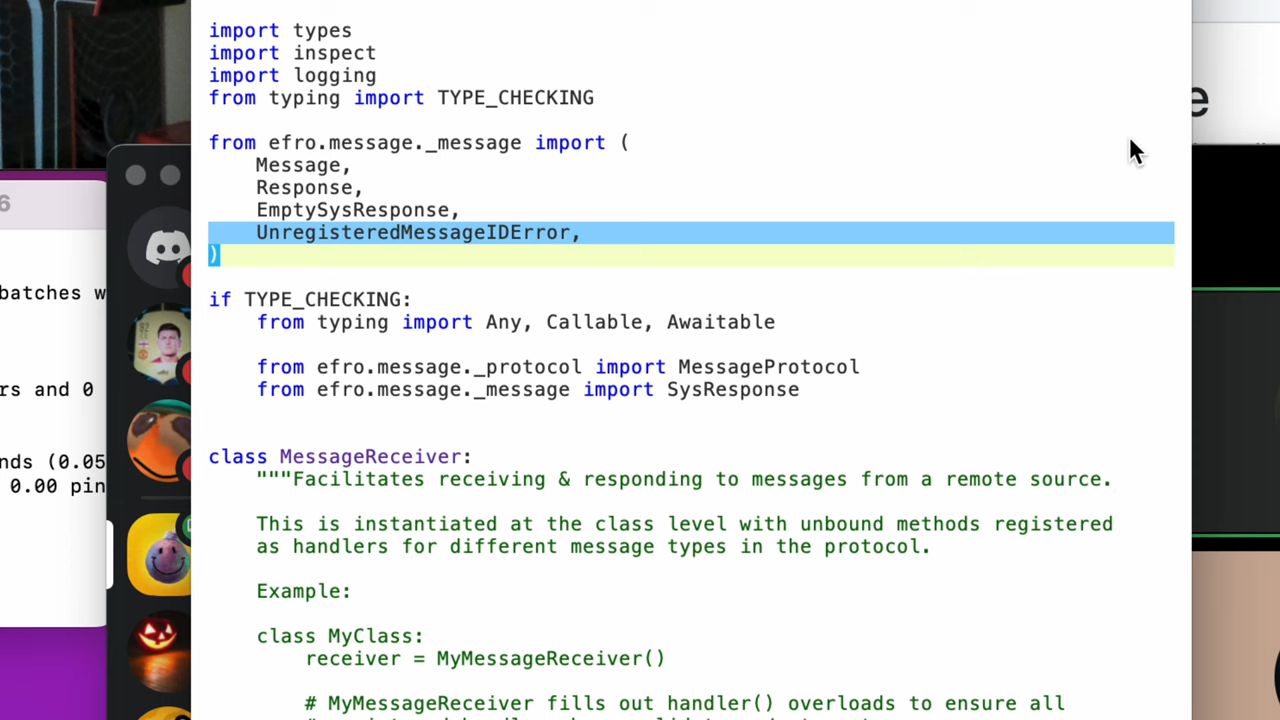 import types
import inspect
import logging
from typing import TYPE_CHECKING
from efro.message._message import (
    Message,
    Response,
    EmptySysResponse,
    UnregisteredMessageIDError,
)
if TYPE_CHECKING:
    from typing import Any, Callable, Awaitable
    from efro.message._protocol import MessageProtocol
    from efro.message._message import SysResponse
class MessageReceiver:
    """Facilitates receiving & responding to messages from a remote source.
    This is instantiated at the class level with unbound methods registered
    as handlers for different message types in the protocol.
    Example:
    class MyClass:
        receiver = MyMessageReceiver()
        # MyMessageReceiver fills out handler() overloads to ensure all
6
batches w
rs and 0
nds (0.05
0.00 pin
e